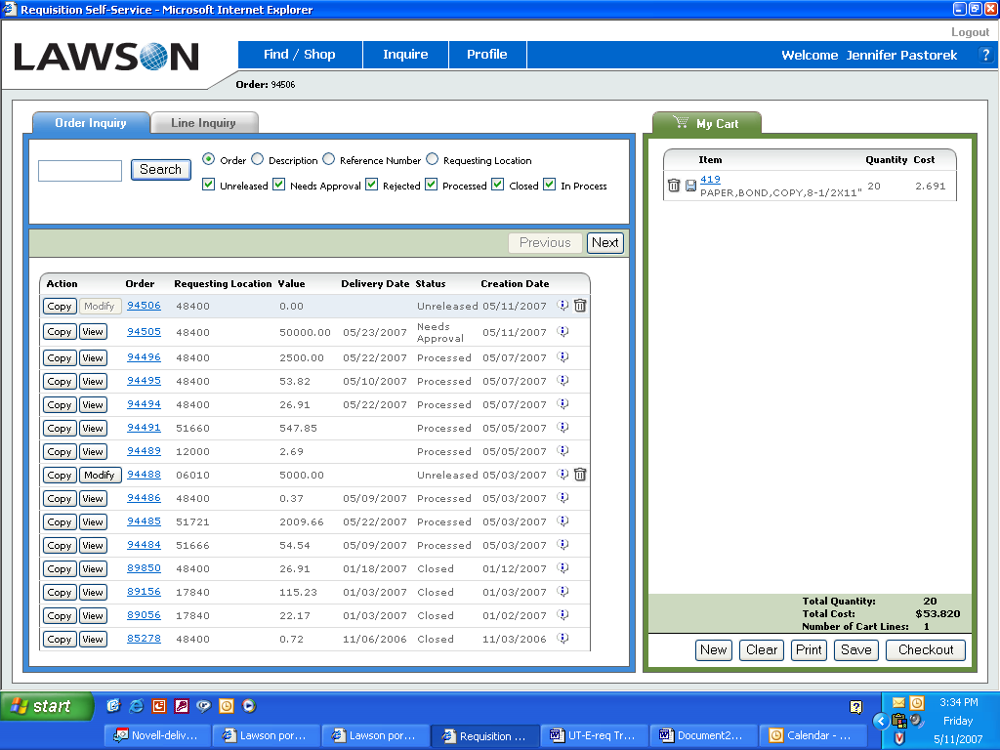 Requisition Self-Service - Microsoft Internet Explorer
Logout
LAWSON
Find / Shop Inquire Profile Welcome Jennifer Pastorek ?
Order: 94506
Order Inquiry Line Inquiry My Cart
Order Description Reference Number Requesting Location
Search
Unreleased Needs Approval Rejected Processed Closed In Process
Item Quantity Cost
419
PAPER,BOND,COPY,8-1/2X11" 20 2.691
Previous Next
Action Order Requesting Location Value Delivery Date Status Creation Date
Copy Modify 94506 48400 0.00 Unreleased 05/11/2007
Copy View 94505 48400 50000.00 05/23/2007 Needs Approval 05/11/2007
Copy View 94496 48400 2500.00 05/22/2007 Processed 05/07/2007
Copy View 94495 48400 53.82 05/10/2007 Processed 05/07/2007
Copy View 94494 48400 26.91 05/22/2007 Processed 05/07/2007
Copy View 94491 51660 547.85 Processed 05/05/2007
Copy View 94489 12000 2.69 Processed 05/05/2007
Copy Modify 94488 06010 5000.00 Unreleased 05/03/2007
Copy View 94486 48400 0.37 05/09/2007 Processed 05/03/2007
Copy View 94485 51721 2009.66 05/22/2007 Processed 05/03/2007
Copy View 94484 51666 54.54 05/09/2007 Processed 05/03/2007
Copy View 89850 48400 26.91 01/18/2007 Closed 01/12/2007
Copy View 89156 17840 115.23 01/03/2007 Closed 01/03/2007
Copy View 89056 17840 22.17 01/03/2007 Closed 01/02/2007
Copy View 85278 48400 0.72 11/06/2006 Closed 11/03/2006
Total Quantity: 20
Total Cost: $53.820
Number of Cart Lines: 1
New Clear Print Save Checkout
start
3:34 PM
Friday
5/11/2007
Novell-deliv... Lawson por... Lawson por... Requisition ... UT-E-req Tr... Document2... Calendar - ...